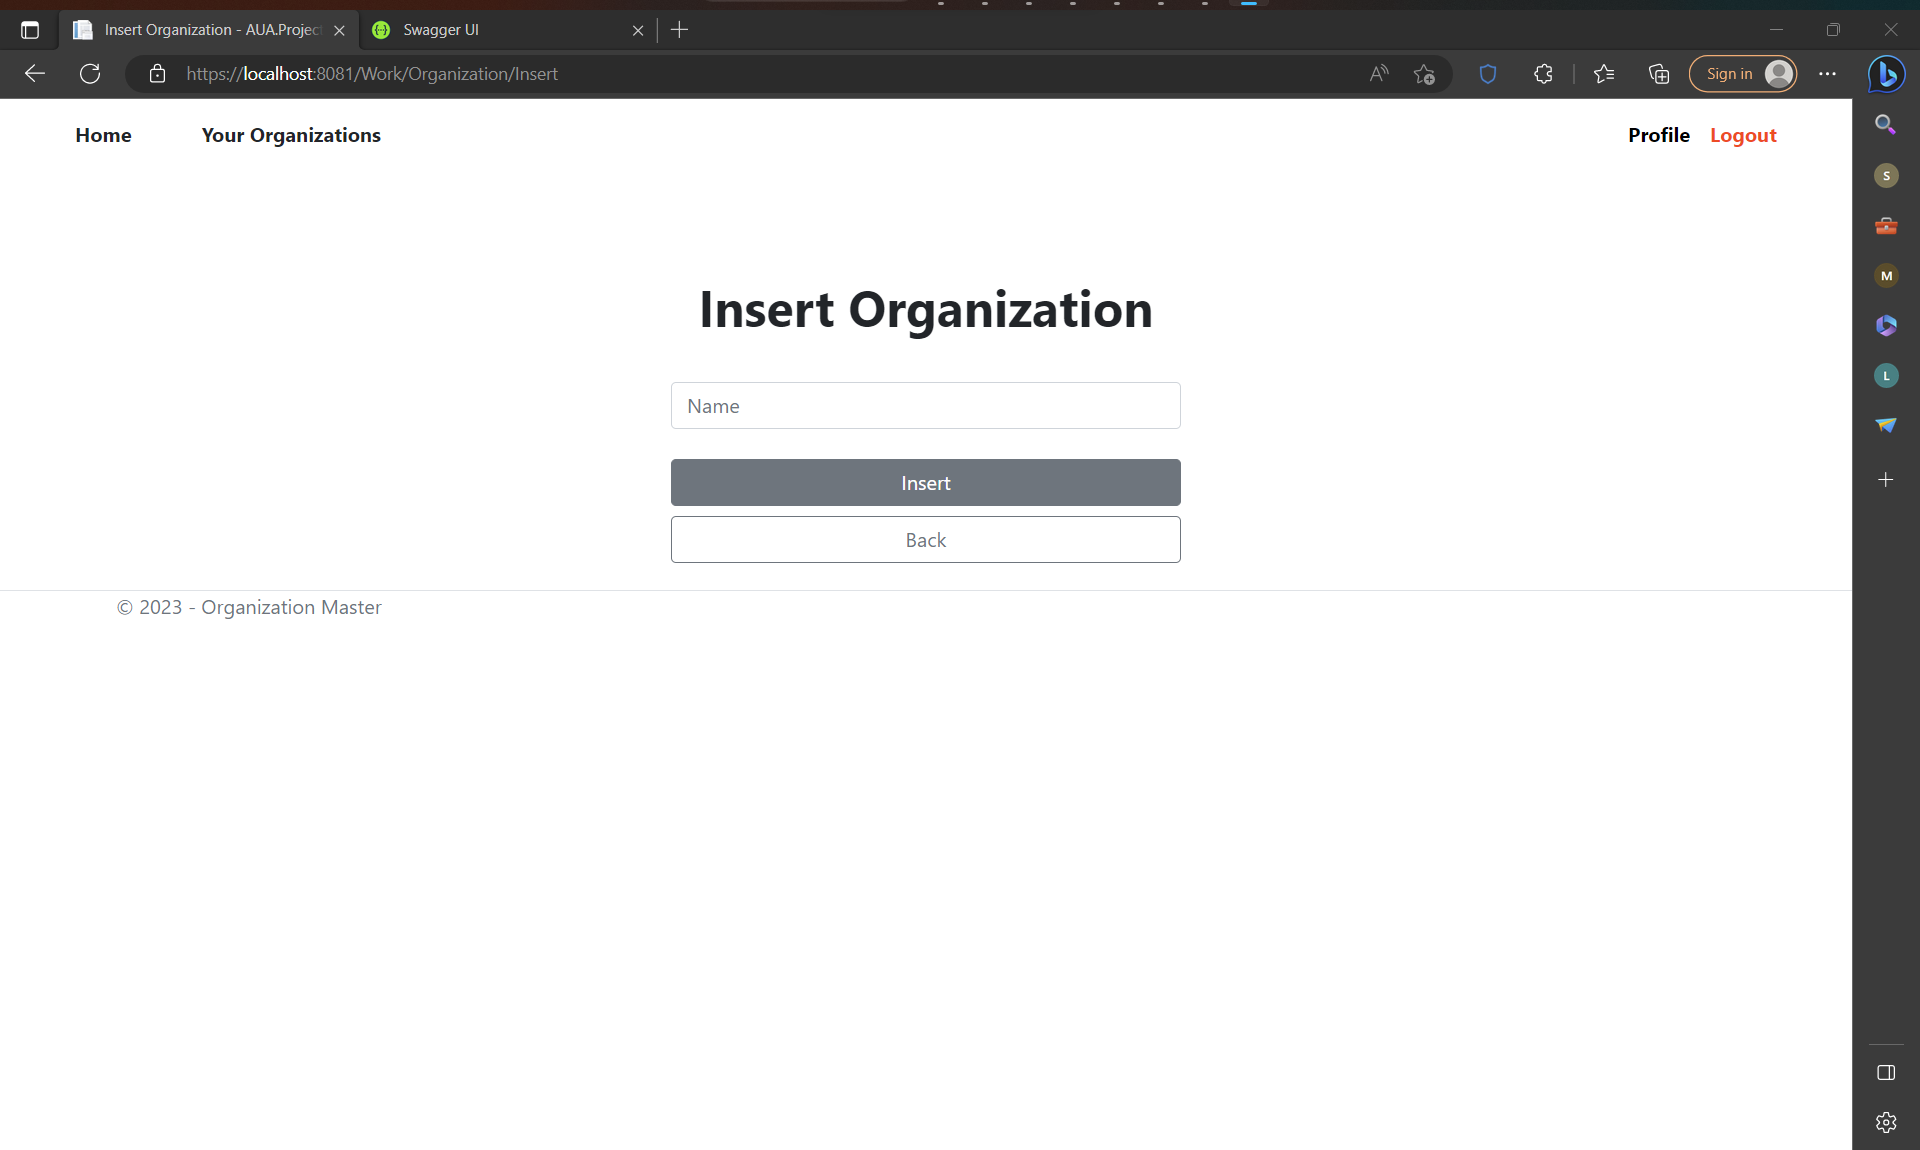 Insert Organization - AUA.Projec
Swagger UI
https://localhost:8081/Work/Organization/Insert
Sign in
Home
Your Organizations
Profile
Logout
S
M
L
Insert Organization
Name
Insert
Back
© 2023 - Organization Master